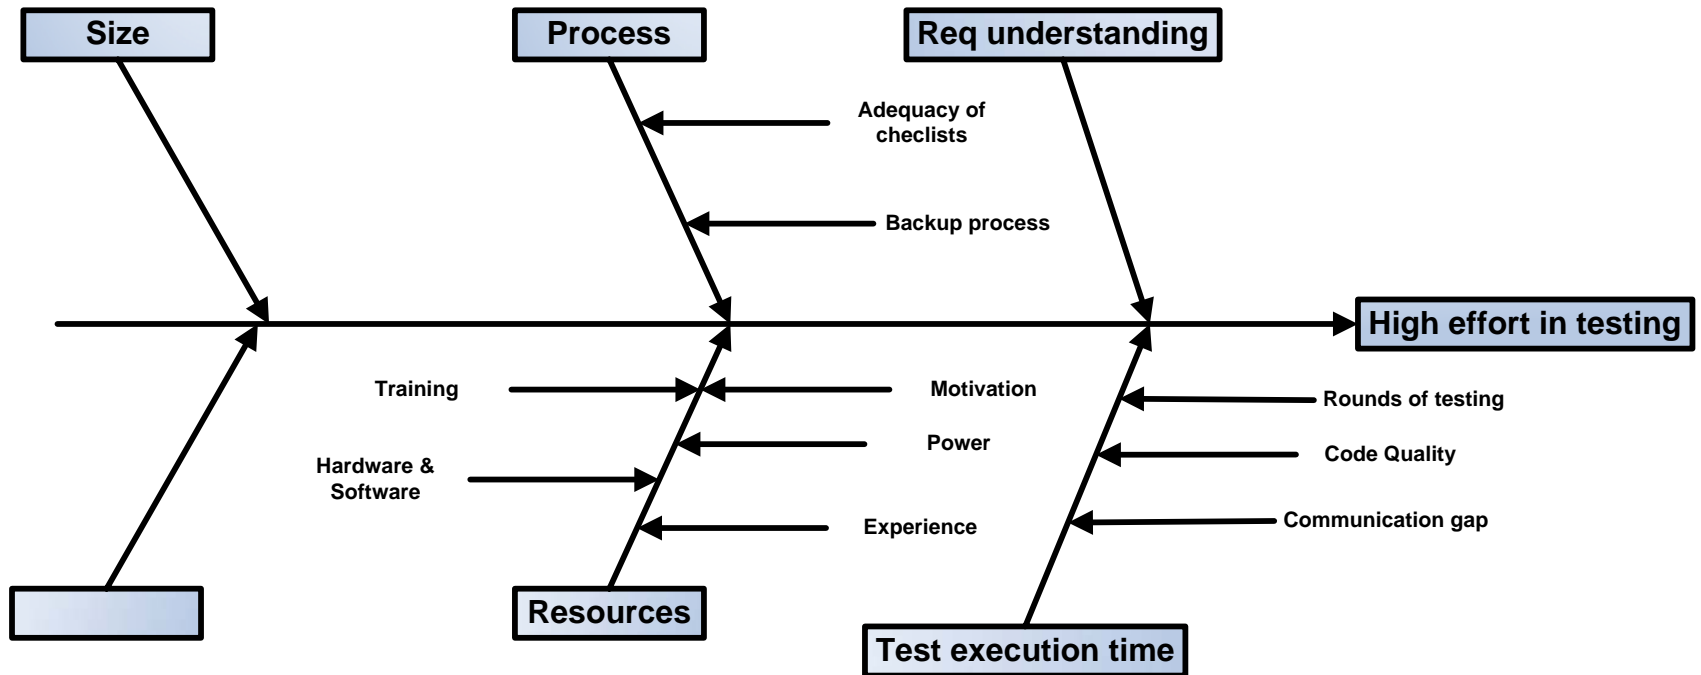 Size
Process
Req understanding
Adequacy of
checlists
Backup process
High effort in testing
Training
Motivation
Rounds of testing
Power
Code Quality
Hardware &
Software
Experience
Communication gap
Resources
Test execution time